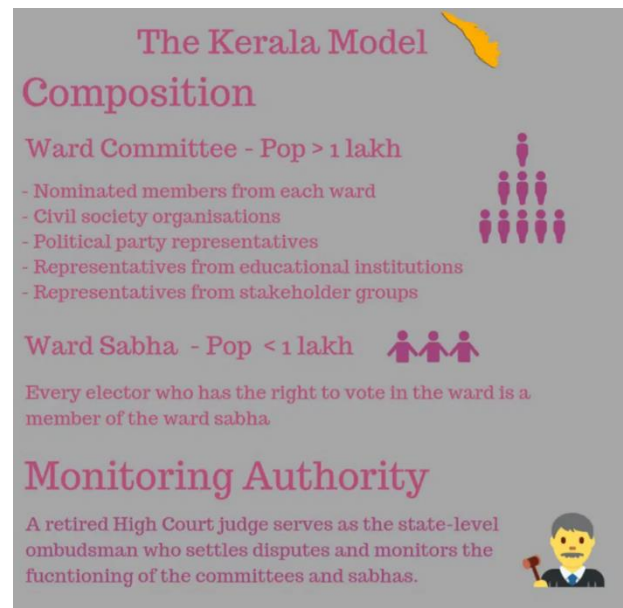 The Kerala Model
Composition
Ward Committee - Pop > 1 lakh
- Nominated members from each ward
- Civil society organisations
- Political party representatives
- Representatives from educational institutions
- Representatives from stakeholder groups
Ward Sabha - Pop < 1 lakh
Every elector who has the right to vote in the ward is a
member of the ward sabha
Monitoring Authority
A retired High Court judge serves as the state-level
ombudsman who settles disputes and monitors the
fucntioning of the committees and sabhas.